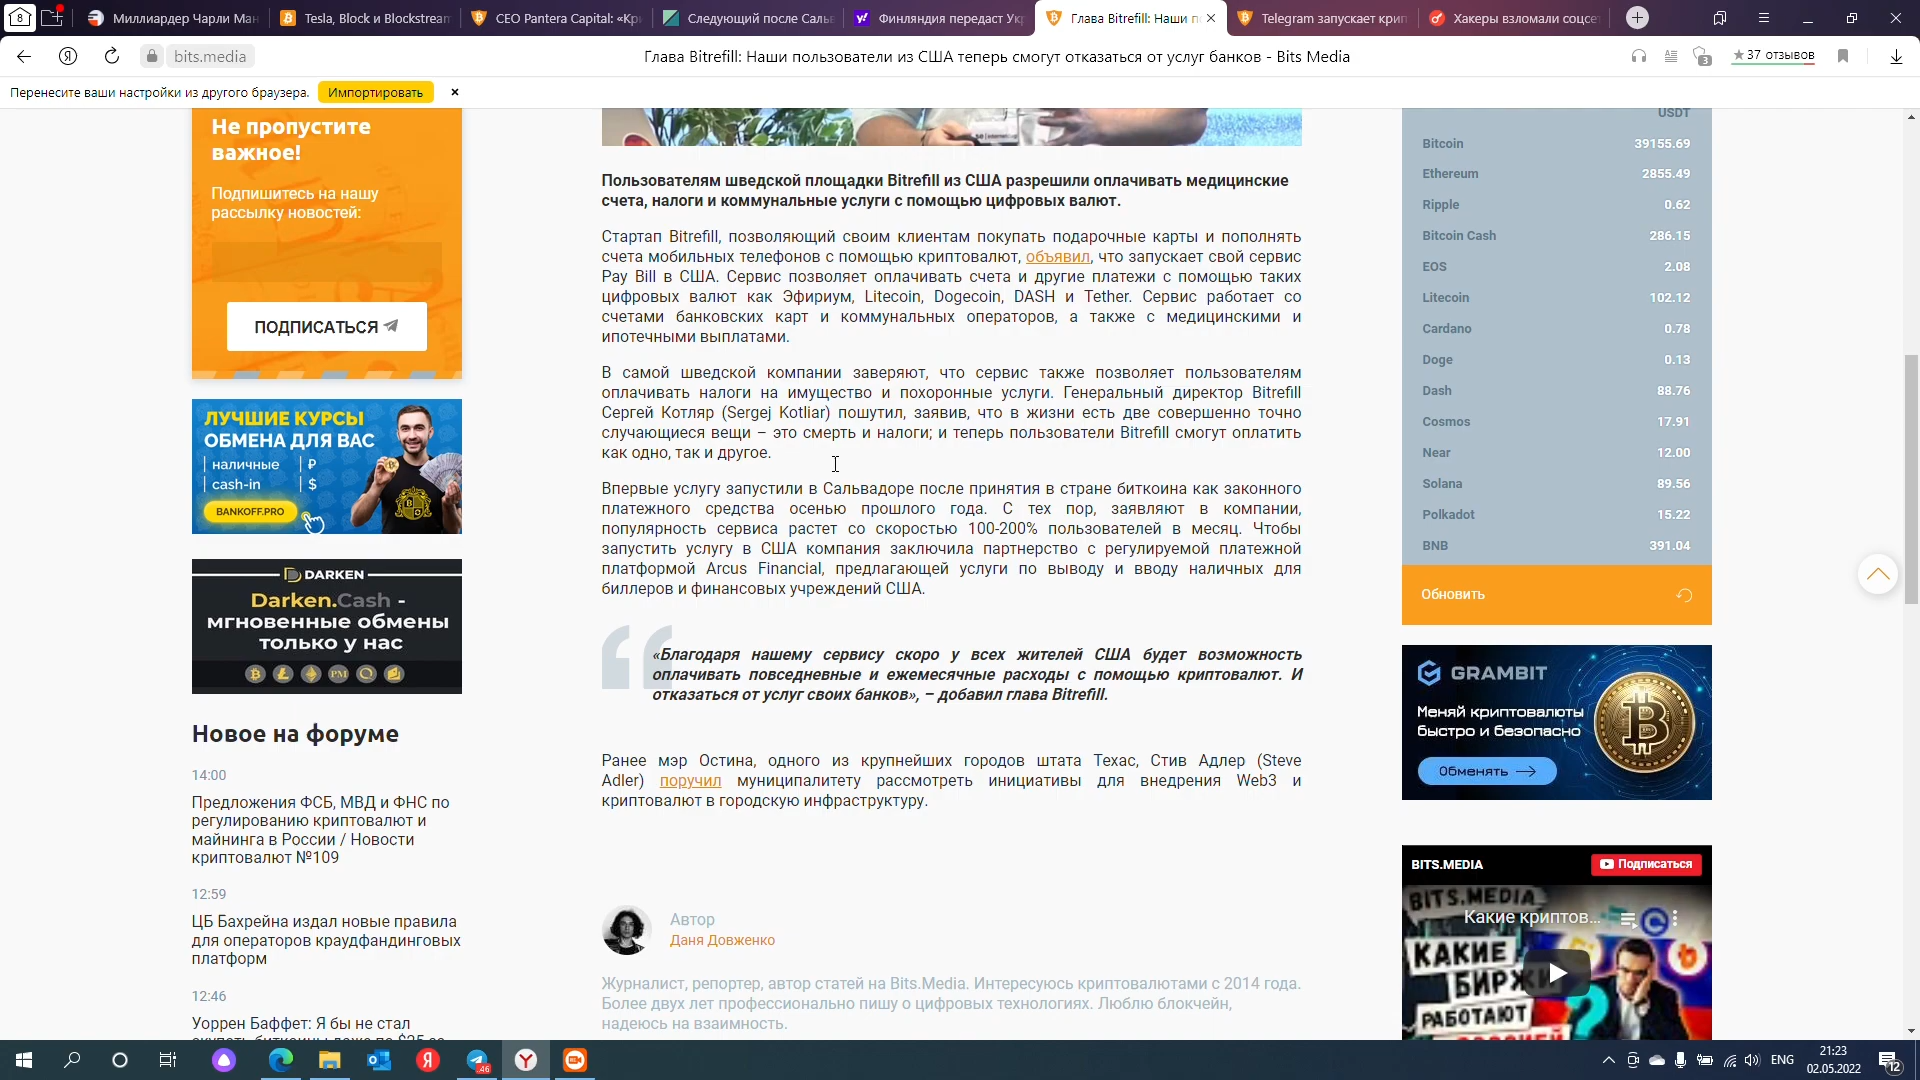 8
Миллиардер Чарли Ман
Tesla, Block и Blockstream
CEO Pantera Capital: «Кр
Следующий после Сальв
Финляндия передаст Ук
Глава Bitrefill: Наши п
Telegram запускает крип
Хакеры взломали соцсе
bits.media
Глава Bitrefill: Наши пользователи из США теперь смогут отказаться от услуг банков - Bits Media
3
★ 37 отзывов
Перенесите ваши настройки из другого браузера.
Импортировать
Не пропустите
важное!
Подпишитесь на нашу
рассылку новостей:
ПОДПИСАТЬСЯ
ЛУЧШИЕ КУРСЫ
ОБМЕНА ДЛЯ ВАС
наличные ₽
cash-in $
BANKOFF.PRO
DARKEN
Darken.Cash -
мгновенные обмены
только у нас
PM
Новое на форуме
14:00
Предложения ФСБ, МВД и ФНС по
регулированию криптовалют и
майнинга в России / Новости
криптовалют №109
12:59
ЦБ Бахрейна издал новые правила
для операторов краудфандинговых
платформ
12:46
Уоррен Баффет: Я бы не стал
Пользователям шведской площадки Bitrefill из США разрешили оплачивать медицинские
счета, налоги и коммунальные услуги с помощью цифровых валют.
Стартап Bitrefill, позволяющий своим клиентам покупать подарочные карты и пополнять
счета мобильных телефонов с помощью криптовалют, объявил, что запускает свой сервис
Pay Bill в США. Сервис позволяет оплачивать счета и другие платежи с помощью таких
цифровых валют как Эфириум, Litecoin, Dogecoin, DASH и Tether. Сервис работает со
счетами банковских карт и коммунальных операторов, а также с медицинскими и
ипотечными выплатами.
В самой шведской компании заверяют, что сервис также позволяет пользователям
оплачивать налоги на имущество и похоронные услуги. Генеральный директор Bitrefill
Сергей Котляр (Sergej Kotliar) пошутил, заявив, что в жизни есть две совершенно точно
случающиеся вещи – это смерть и налоги; и теперь пользователи Bitrefill смогут оплатить
как одно, так и другое.
Впервые услугу запустили в Сальвадоре после принятия в стране биткоина как законного
платежного средства осенью прошлого года. С тех пор, заявляют в компании,
популярность сервиса растет со скоростью 100-200% пользователей в месяц. Чтобы
запустить услугу в США компания заключила партнерство с регулируемой платежной
платформой Arcus Financial, предлагающей услуги по выводу и вводу наличных для
биллеров и финансовых учреждений США.
«Благодаря нашему сервису скоро у всех жителей США будет возможность
оплачивать повседневные и ежемесячные расходы с помощью криптовалют. И
отказаться от услуг своих банков», – добавил глава Bitrefill.
Ранее мэр Остина, одного из крупнейших городов штата Техас, Стив Адлер (Steve
Adler) поручил муниципалитету рассмотреть инициативы для внедрения Web3 и
криптовалют в городскую инфраструктуру.
Автор
Даня Довженко
Журналист, репортер, автор статей на Bits.Media. Интересуюсь криптовалютами с 2014 года.
Более двух лет профессионально пишу о цифровых технологиях. Люблю блокчейн,
надеюсь на взаимность.
USDT
Bitcoin 39155.69
Ethereum 2855.49
Ripple 0.62
Bitcoin Cash 286.15
EOS 2.08
Litecoin 102.12
Cardano 0.78
Doge 0.13
Dash 88.76
Cosmos 17.91
Near 12.00
Solana 89.56
Polkadot 15.22
BNB 391.04
Обновить
GRAMBIT
Меняй криптовалюты
быстро и безопасно
Обменять
BITS.MEDIA
Подписаться
BITS.MEDIA
Какие криптов...
КАКИЕ
БИРЖ
РАБОТАЮТ
.46
ENG
21:23
02.05.2022
12